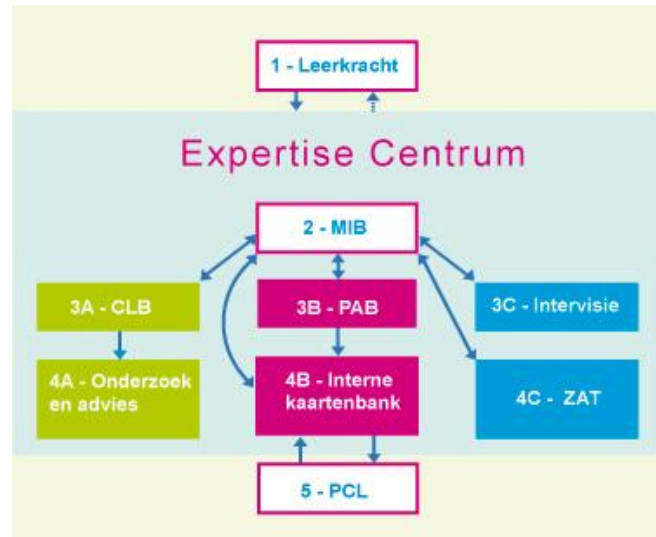 1 - Leerkracht
Expertise Centrum
2 - MIB
3A - CLB
3B - PAB
3C - Intervisie
4A - Onderzoek
en advies
4B - Interne
kaartenbank
4C - ZAT
5 - PCL